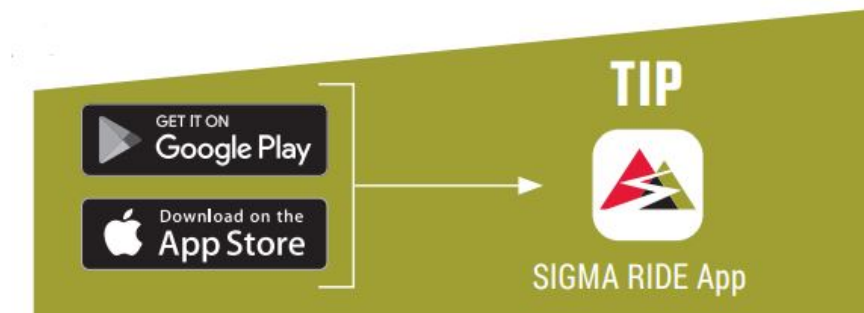 GET IT ON
Google Play
Download on the
App Store
TIP
SIGMA RIDE App